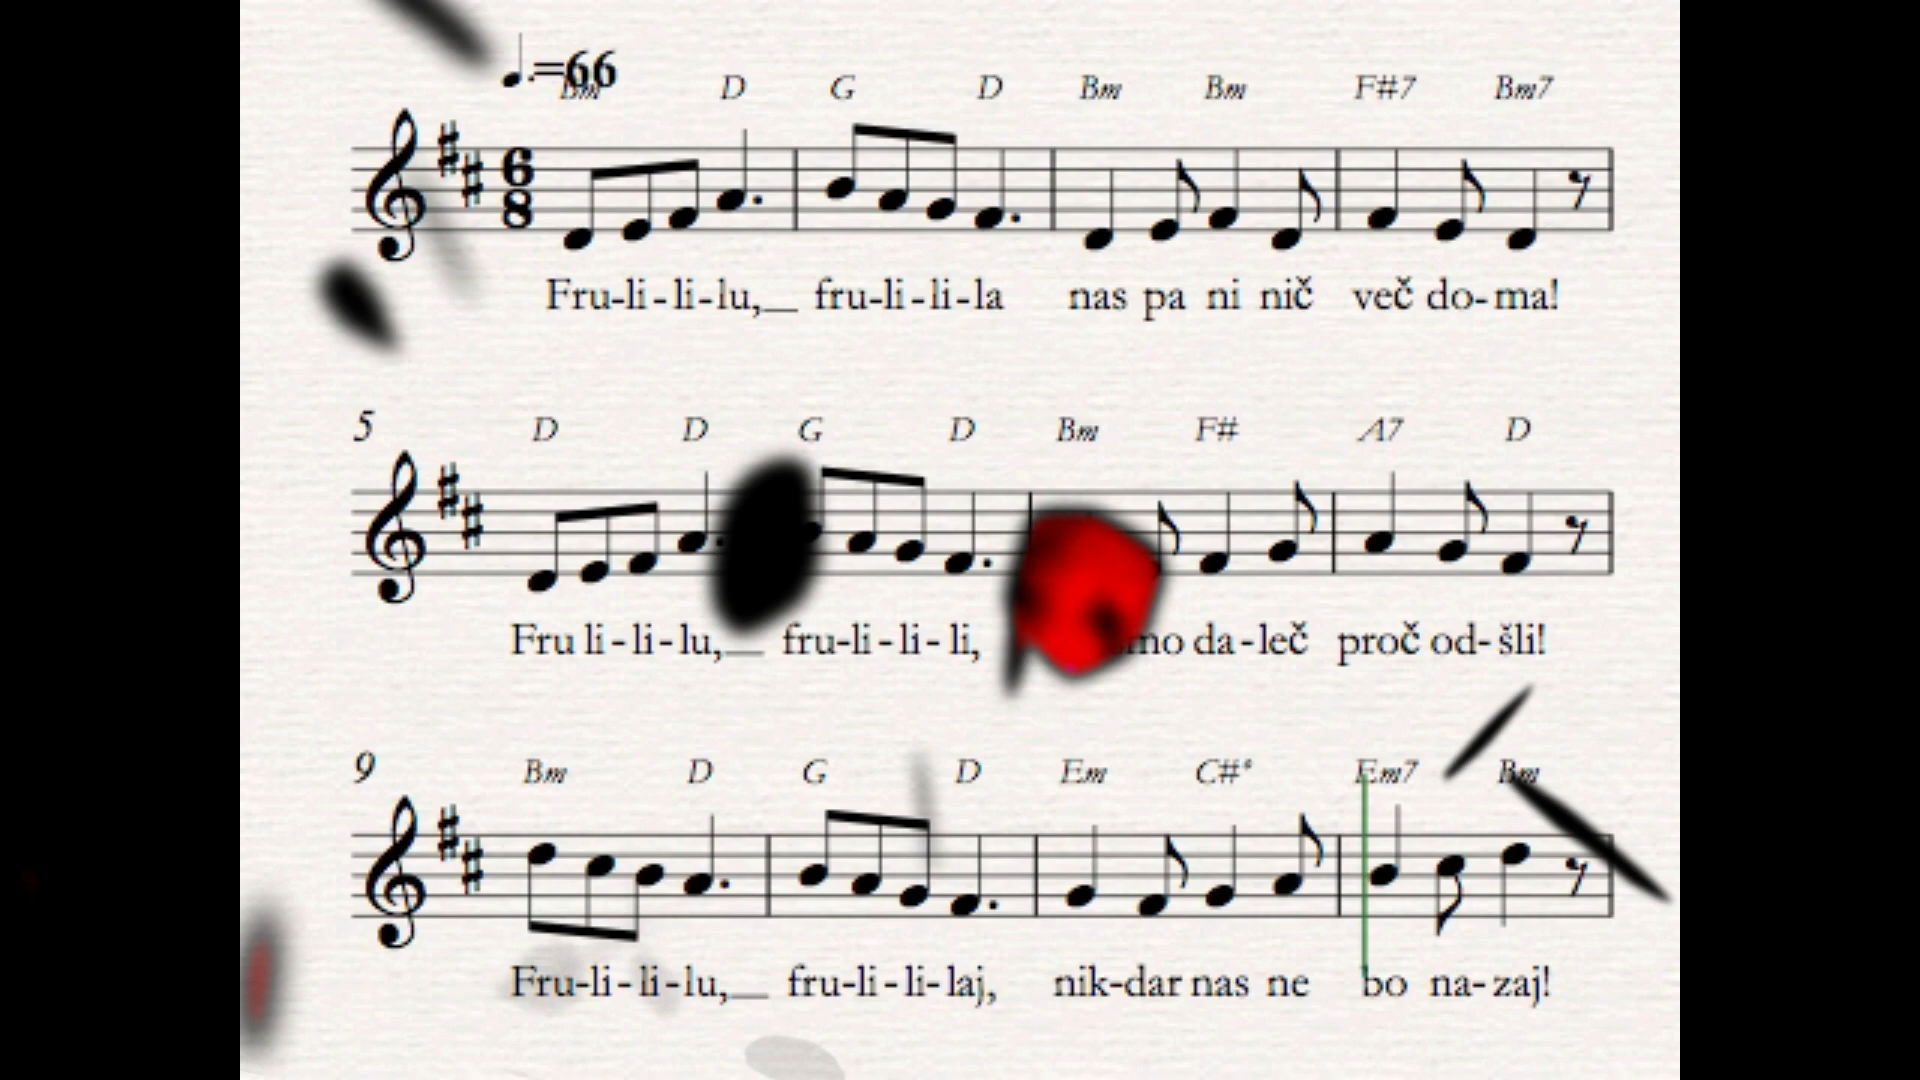 ♩.=66
Bm D G D Bm Bm F#7 Bm7
6
8
Fru-li-li-lu,_ fru-li-li-la nas pa ni nič več do-ma!
5 D D G D Bm F# A7 D
Fru li-li-lu,_ fru-li-li-li, da-leč proč od-šli!
9 Bm D G D Em C#° Em7 Bm
Fru-li-li-lu,_ fru-li-li-laj, nik-dar nas ne bo na-zaj!